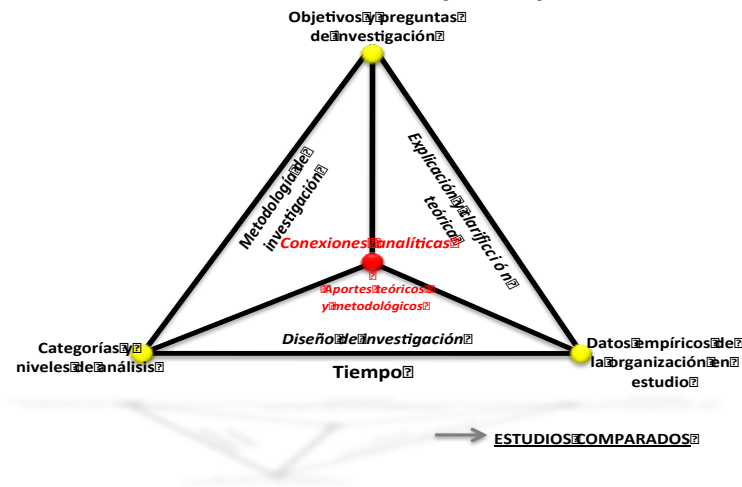 Objetivos y preguntas
de investigación
Metodología de
investigación
Explicación y clarificción
teórica
Conexiones analíticas
Aportes teóricos
y metodológicos
Categorías y
niveles de análisis
Diseño de investigación
Tiempo
Datos empíricos de
la organización en
estudio
ESTUDIOS COMPARADOS